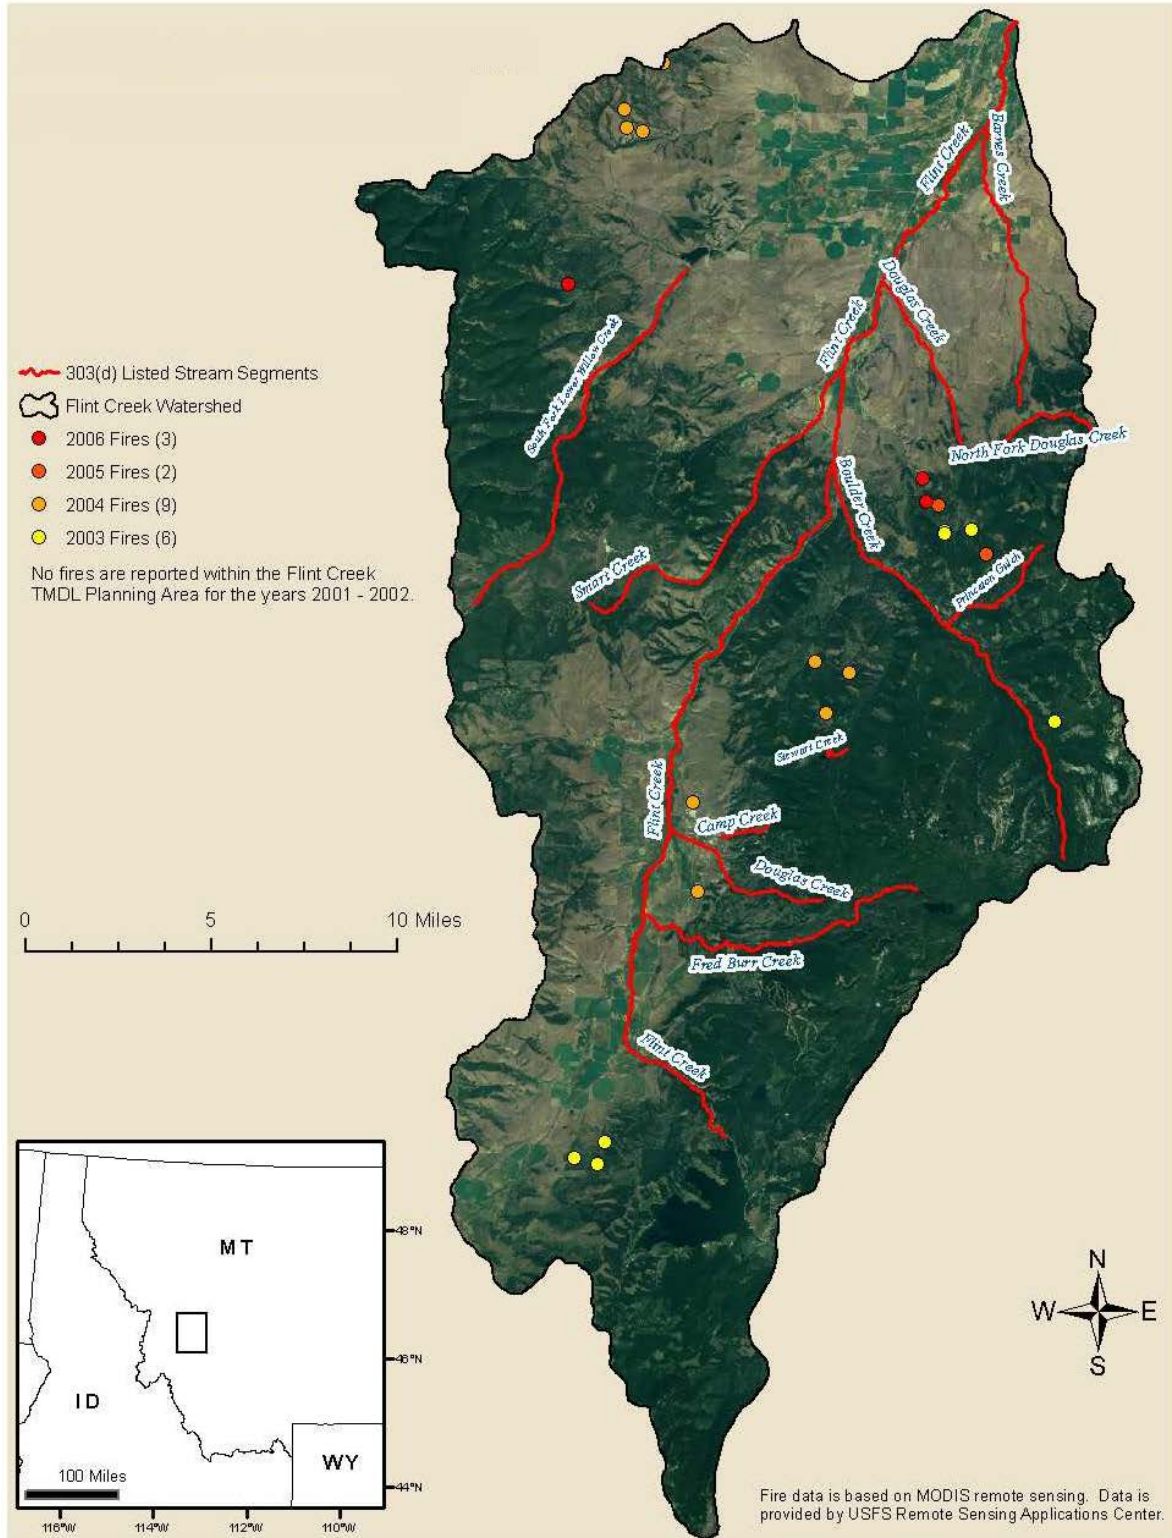 Flint Creek
Barnes Creek
Douglas Creek
Flint Creek
South Fork Lower Willow Creek
North Fork Douglas Creek
Boulder Creek
Smart Creek
Princeton Gulch
Stewart Creek
Flint Creek
Camp Creek
Douglas Creek
Fred Burr Creek
Flint Creek
303(d) Listed Stream Segments
Flint Creek Watershed
2006 Fires (3)
2005 Fires (2)
2004 Fires (9)
2003 Fires (6)
No fires are reported within the Flint Creek
TMDL Planning Area for the years 2001 - 2002.
0 5 10 Miles
MT
ID
WY
100 Miles
48°N
46°N
44°N
116°W 114°W 112°W 110°W
N
W E
S
Fire data is based on MODIS remote sensing. Data is
provided by USFS Remote Sensing Applications Center.